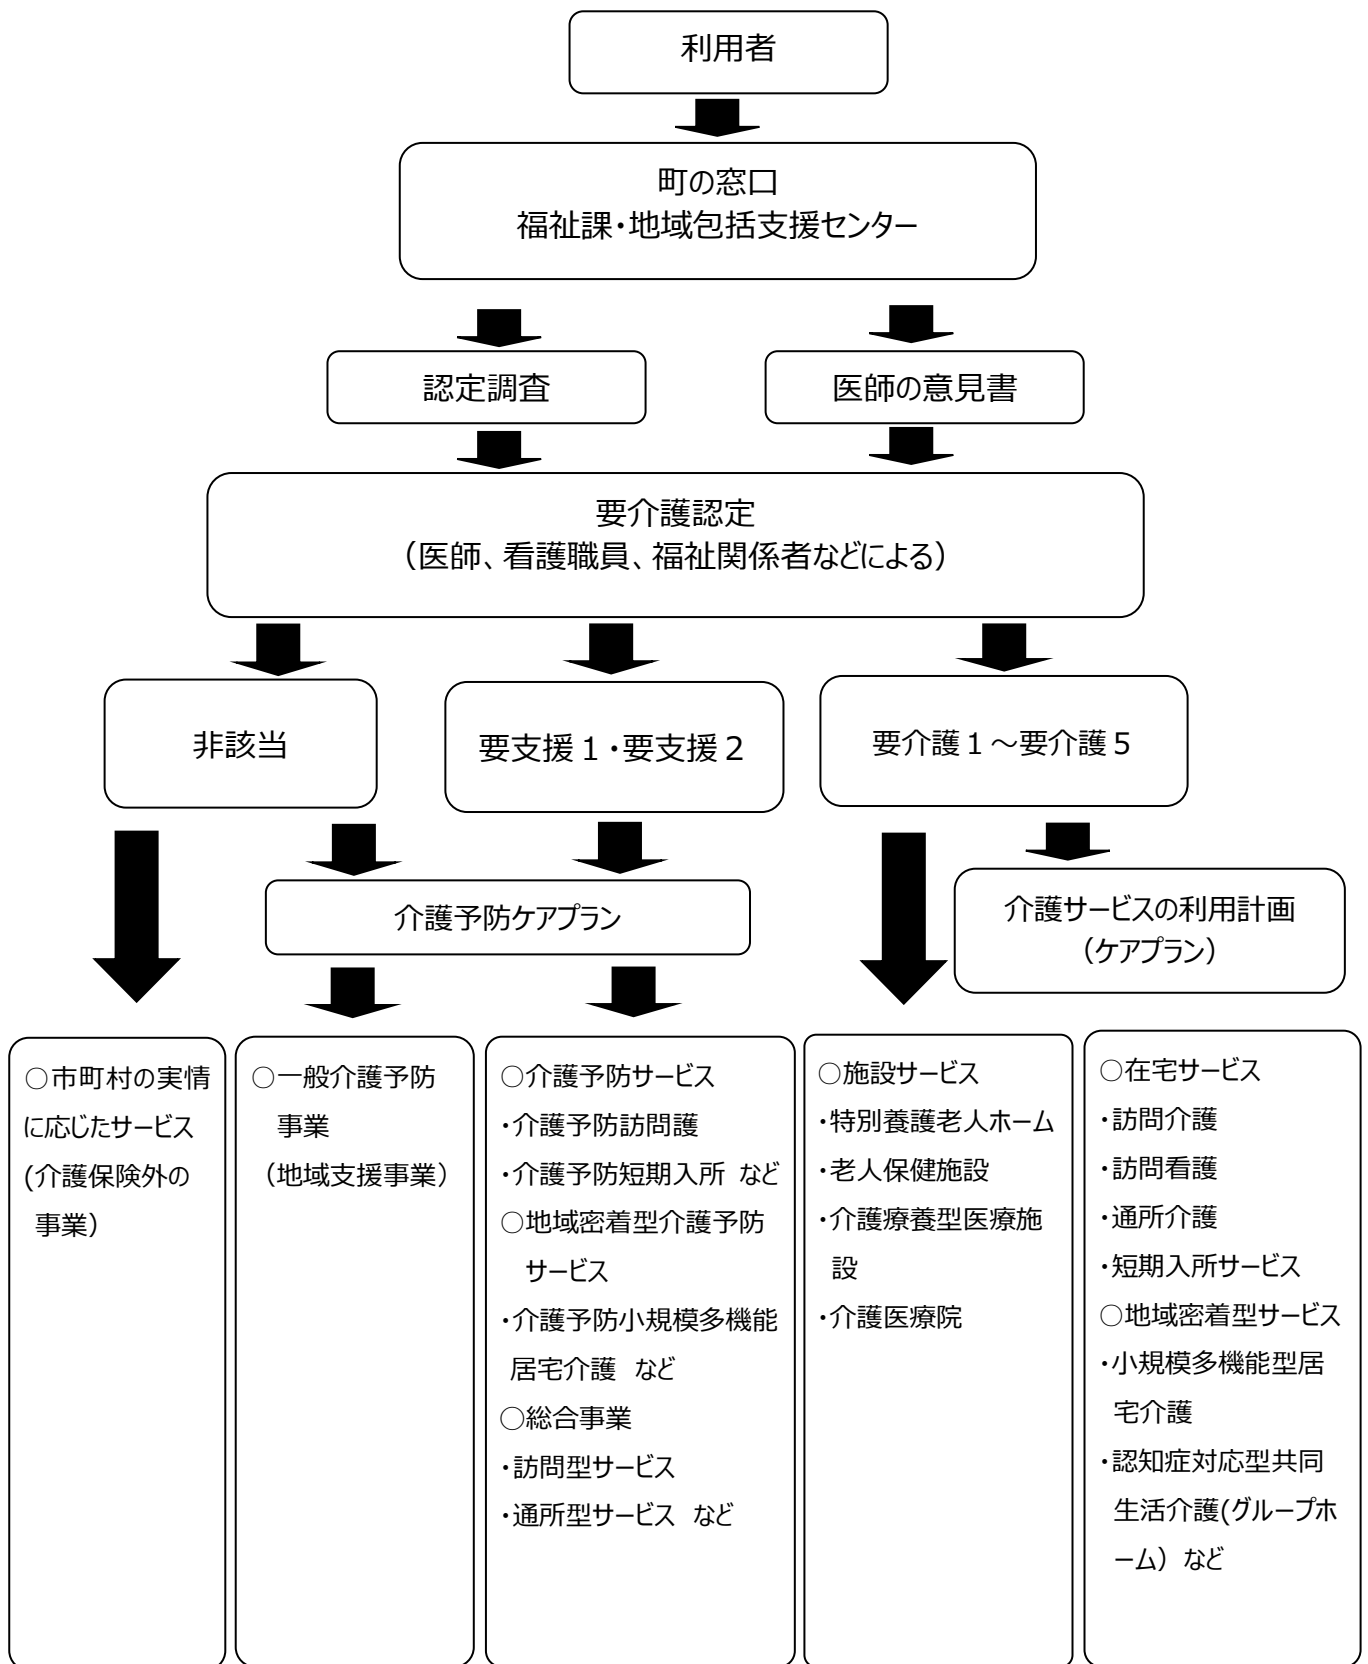 利用者
町の窓口
福祉課・地域包括支援センター
認定調査
医師の意見書
要介護認定
（医師、看護職員、福祉関係者などによる）
非該当
要支援１・要支援２
要介護１～要介護５
介護予防ケアプラン
介護サービスの利用計画
（ケアプラン）
○市町村の実情
に応じたサービス
(介護保険外の
事業）
○一般介護予防
事業
（地域支援事業）
○介護予防サービス
・介護予防訪問護
・介護予防短期入所 など
○地域密着型介護予防
サービス
・介護予防小規模多機能
居宅介護 など
○総合事業
・訪問型サービス
・通所型サービス など
○施設サービス
・特別養護老人ホーム
・老人保健施設
・介護療養型医療施
設
・介護医療院
○在宅サービス
・訪問介護
・訪問看護
・通所介護
・短期入所サービス
○地域密着型サービス
・小規模多機能型居
宅介護
・認知症対応型共同
生活介護(グループホ
ーム）など